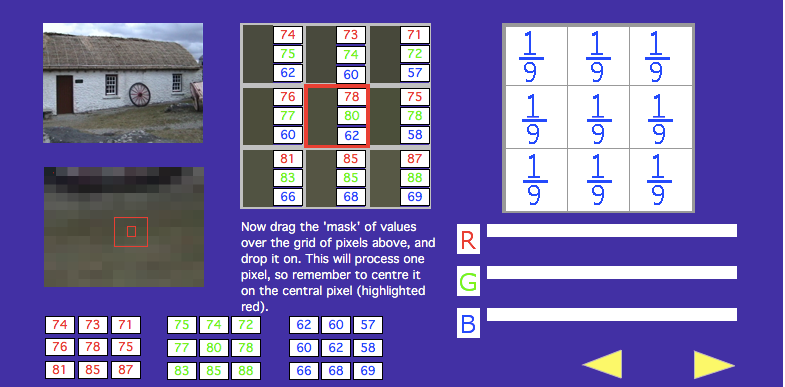 74 73 71
75 74 72
62 60 57
76 78 75
77 80 78
60 62 58
81 85 87
83 85 88
66 68 69
1/9 1/9 1/9
1/9 1/9 1/9
1/9 1/9 1/9
Now drag the 'mask' of values
over the grid of pixels above, and
drop it on. This will process one
pixel, so remember to centre it
on the central pixel (highlighted
red).
R
G
B
74 73 71 75 74 72 62 60 57
76 78 75 77 80 78 60 62 58
81 85 87 83 85 88 66 68 69